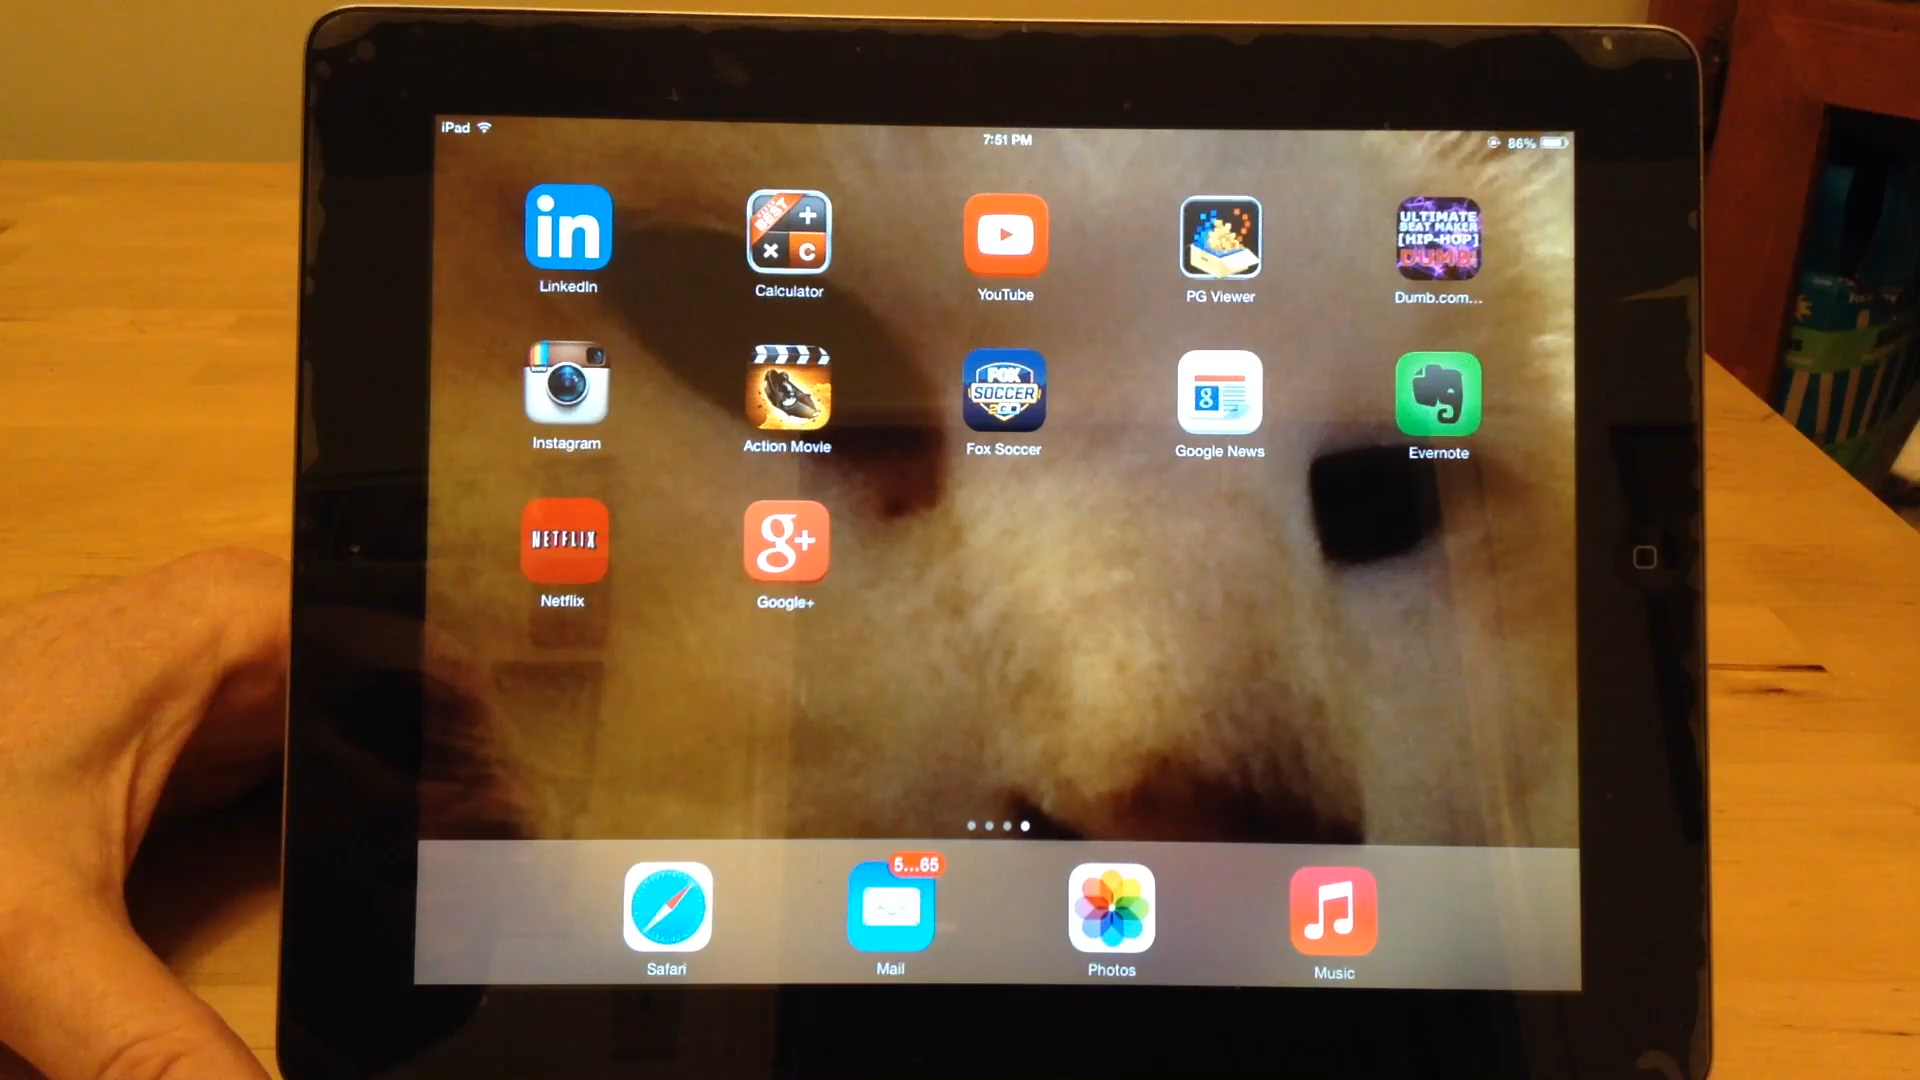 iPad
7:51 PM
86%
in
BEST
+
× C
ULTIMATE
BEAT MAKER
[HIP-HOP]
DUMB!
LinkedIn
Calculator
YouTube
PG Viewer
Dumb.com...
FOX
SOCCER
2GO
g
Instagram
Action Movie
Fox Soccer
Google News
Evernote
NETFLIX
g+
Netflix
Google+
5...65
Safari
Mail
Photos
Music